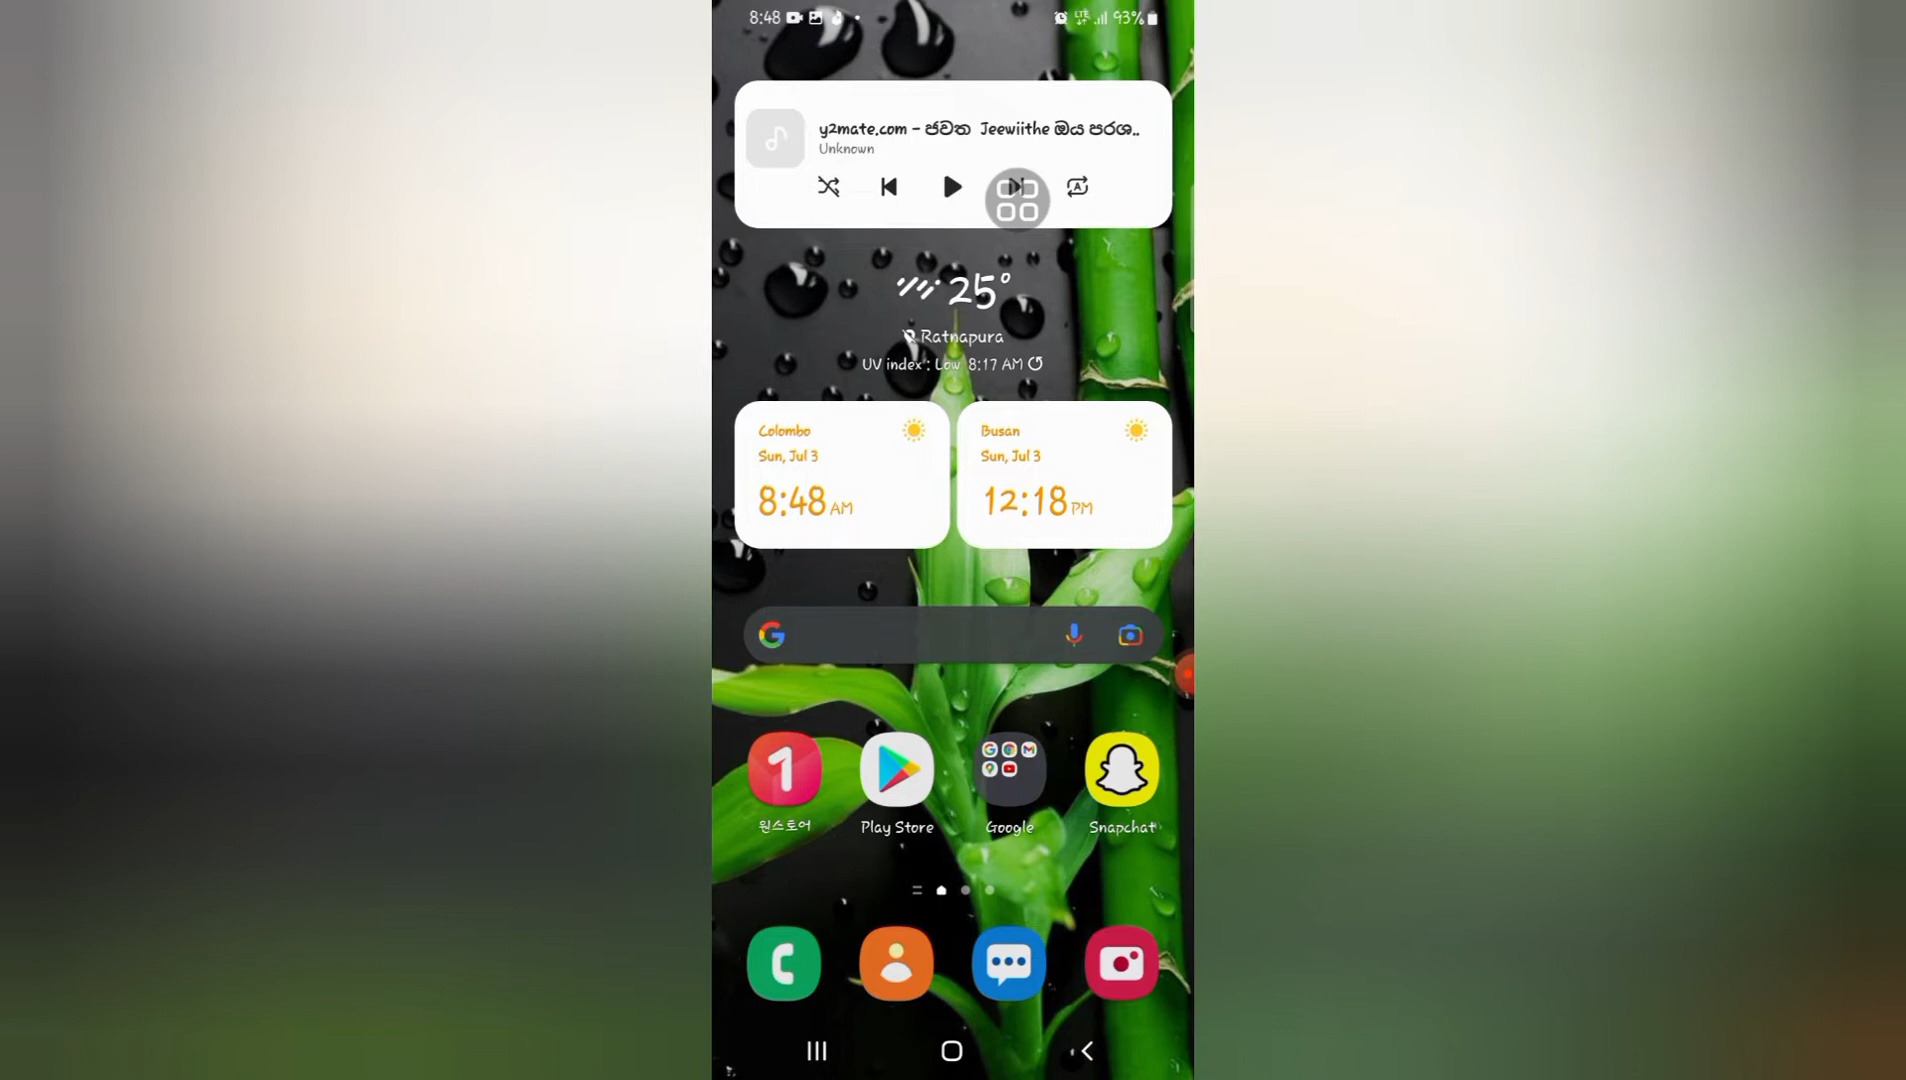 8:48
LTE 93%
y2mate.com - ජවත Jeewiithe ඔය පරශ..
Unknown
25°
Ratnapura
UV index : Low 8:17 AM
Colombo
Sun, Jul 3
8:48 AM
Busan
Sun, Jul 3
12:18 PM
원스토어
Play Store
Google
Snapchat